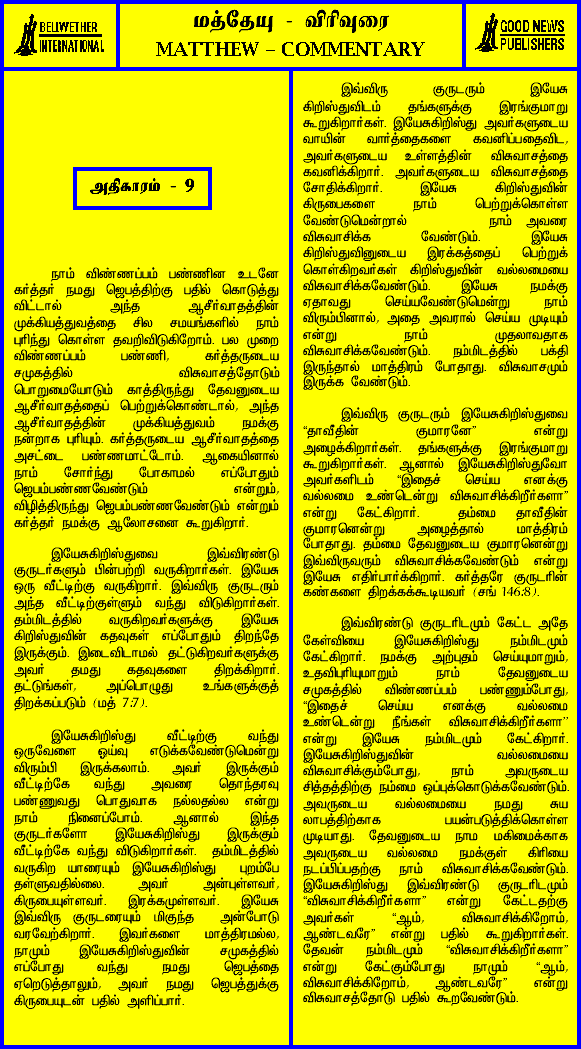 BELIWETHER
INTERNATIONAL
மத்தேயு - விரிவுரை
MATTHEW – COMMENTARY
GOOD NEWS
PUBLISHERS
அதிகாரம் - 9
நாம் விண்ணப்பம் பண்ணின உடனே
கர்த்தர் நமது ஜெபத்திற்கு பதில் கொடுத்து
விட்டால் அந்த ஆசீர்வாதத்தின்
முக்கியத்துவத்தை சில சமயங்களில் நாம்
புரிந்து கொள்ள தவறிவிடுகிறோம். பல முறை
விண்ணப்பம் பண்ணி, கர்த்தருடைய
சமுகத்தில் விசுவாசத்தோடும்
பொறுமையோடும் காத்திருந்து தேவனுடைய
ஆசீர்வாதத்தைப் பெற்றுக்கொண்டால், அந்த
ஆசீர்வாதத்தின் முக்கியத்துவம் நமக்கு
நன்றாக புரியும். கர்த்தருடைய ஆசீர்வாதத்தை
அசட்டை பண்ணமாட்டோம். ஆகையினால்
நாம் சோர்ந்து போகாமல் எப்போதும்
ஜெபம்பண்ணவேண்டும் என்றும்,
விழித்திருந்து ஜெபம்பண்ணவேண்டும் என்றும்
கர்த்தர் நமக்கு ஆலோசனை கூறுகிறார்.
இயேசுகிறிஸ்துவை இவ்விரண்டு
குருடர்களும் பின்பற்றி வருகிறார்கள். இயேசு
ஒரு வீட்டிற்கு வருகிறார். இவ்விரு குருடரும்
அந்த வீட்டிற்குள்ளும் வந்து விடுகிறார்கள்.
தம்மிடத்தில் வருகிறவர்களுக்கு இயேசு
கிறிஸ்துவின் கதவுகள் எப்போதும் திறந்தே
இருக்கும். இடைவிடாமல் தட்டுகிறவர்களுக்கு
அவர் தமது கதவுகளை திறக்கிறார்.
தட்டுங்கள், அப்பொழுது உங்களுக்குத்
திறக்கப்படும் (மத் 7:7).
இயேசுகிறிஸ்து வீட்டிற்கு வந்து
ஒருவேளை ஓய்வு எடுக்கவேண்டுமென்று
விரும்பி இருக்கலாம். அவர் இருக்கும்
வீட்டிற்கே வந்து அவரை தொந்தரவு
பண்ணுவது பொதுவாக நல்லதல்ல என்று
நாம் நினைப்போம். ஆனால் இந்த
குருடர்களோ இயேசுகிறிஸ்து இருக்கும்
வீட்டிற்கே வந்து விடுகிறார்கள். தம்மிடத்தில்
வருகிற யாரையும் இயேசுகிறிஸ்து புறம்பே
தள்ளுவதில்லை. அவர் அன்புள்ளவர்,
கிருபையுள்ளவர். இரக்கமுள்ளவர். இயேசு
இவ்விரு குருடரையும் மிகுந்த அன்போடு
வரவேற்கிறார். இவர்களை மாத்திரமல்ல,
நாமும் இயேசுகிறிஸ்துவின் சமுகத்தில்
எப்போது வந்து நமது ஜெபத்தை
ஏறெடுத்தாலும், அவர் நமது ஜெபத்துக்கு
கிருபையுடன் பதில் அளிப்பார்.
இவ்விரு குருடரும் இயேசு
கிறிஸ்துவிடம் தங்களுக்கு இரங்குமாறு
கூறுகிறார்கள். இயேசுகிறிஸ்து அவர்களுடைய
வாயின் வார்த்தைகளை கவனிப்பதைவிட,
அவர்களுடைய உள்ளத்தின் விசுவாசத்தை
கவனிக்கிறார். அவர்களுடைய விசுவாசத்தை
சோதிக்கிறார். இயேசு கிறிஸ்துவின்
கிருபைகளை நாம் பெற்றுக்கொள்ள
வேண்டுமென்றால் நாம் அவரை
விசுவாசிக்க வேண்டும். இயேசு
கிறிஸ்துவினுடைய இரக்கத்தைப் பெற்றுக்
கொள்கிறவர்கள் கிறிஸ்துவின் வல்லமையை
விசுவாசிக்கவேண்டும். இயேசு நமக்கு
ஏதாவது செய்யவேண்டுமென்று நாம்
விரும்பினால், அதை அவரால் செய்ய முடியும்
என்று நாம் முதலாவதாக
விசுவாசிக்கவேண்டும். நம்மிடத்தில் பக்தி
இருந்தால் மாத்திரம் போதாது. விசுவாசமும்
இருக்க வேண்டும்.
இவ்விரு குருடரும் இயேசுகிறிஸ்துவை
“தாவீதின் குமாரனே” என்று
அழைக்கிறார்கள். தங்களுக்கு இரங்குமாறு
கூறுகிறார்கள். ஆனால் இயேசுகிறிஸ்துவோ
அவர்களிடம் “இதைச் செய்ய எனக்கு
வல்லமை உண்டென்று விசுவாசிக்கிறீர்களா”
என்று கேட்கிறார். தம்மை தாவீதின்
குமாரனென்று அழைத்தால் மாத்திரம்
போதாது. தம்மை தேவனுடைய குமாரனென்று
இவ்விருவரும் விசுவாசிக்கவேண்டும் என்று
இயேசு எதிர்பார்க்கிறார். கர்த்தரே குருடரின்
கண்களை திறக்கக்கூடியவர் (சங் 146:8).
இவ்விரண்டு குருடரிடமும் கேட்ட அதே
கேள்வியை இயேசுகிறிஸ்து நம்மிடமும்
கேட்கிறார். நமக்கு அற்புதம் செய்யுமாறும்,
உதவிபுரியுமாறும் நாம் தேவனுடைய
சமுகத்தில் விண்ணப்பம் பண்ணும்போது,
“இதைச் செய்ய எனக்கு வல்லமை
உண்டென்று நீங்கள் விசுவாசிக்கிறீர்களா”
என்று இயேசு நம்மிடமும் கேட்கிறார்.
இயேசுகிறிஸ்துவின் வல்லமையை
விசுவாசிக்கும்போது, நாம் அவருடைய
சித்தத்திற்கு நம்மை ஒப்புக்கொடுக்கவேண்டும்.
அவருடைய வல்லமையை நமது சுய
லாபத்திற்காக பயன்படுத்திக்கொள்ள
முடியாது. தேவனுடைய நாம மகிமைக்காக
அவருடைய வல்லமை நமக்குள் கிரியை
நடப்பிப்பதற்கு நாம் விசுவாசிக்கவேண்டும்.
இயேசுகிறிஸ்து இவ்விரண்டு குருடரிடமும்
“விசுவாசிக்கிறீர்களா” என்று கேட்டதற்கு
அவர்கள் “ஆம், விசுவாசிக்கிறோம்,
ஆண்டவரே” என்று பதில் கூறுகிறார்கள்.
தேவன் நம்மிடமும் “விசுவாசிக்கிறீர்களா”
என்று கேட்கும்போது நாமும் “ஆம்,
விசுவாசிக்கிறோம், ஆண்டவரே” என்று
விசுவாசத்தோடு பதில் கூறவேண்டும்.